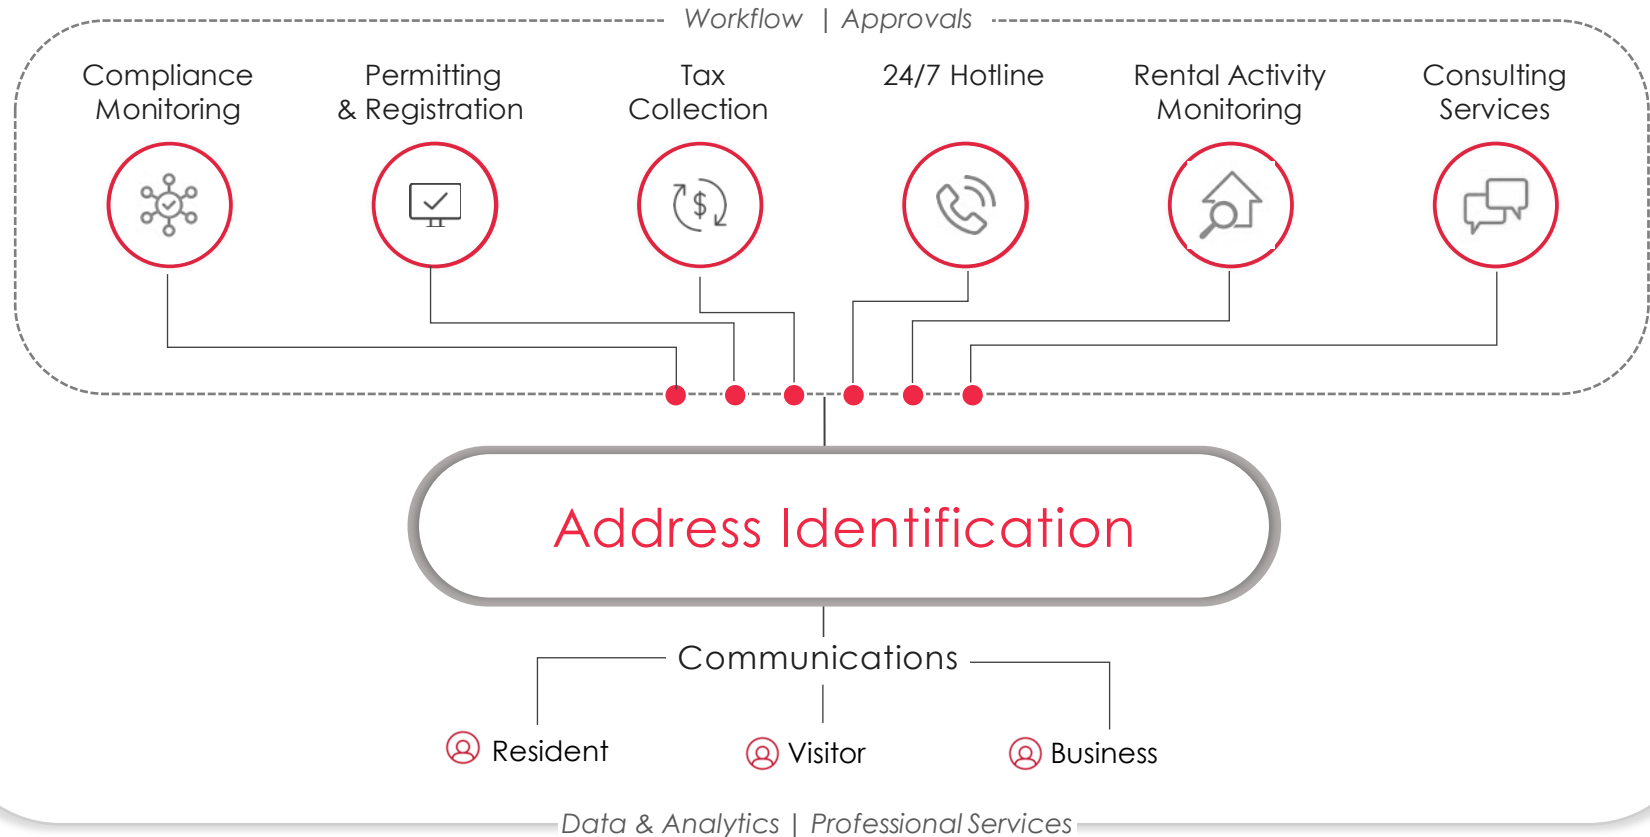 Workflow | Approvals
Compliance
Monitoring
Permitting
& Registration
Tax
Collection
24/7 Hotline
Rental Activity
Monitoring
Consulting
Services
$
Address Identification
Communications
Resident
Visitor
Business
Data & Analytics | Professional Services